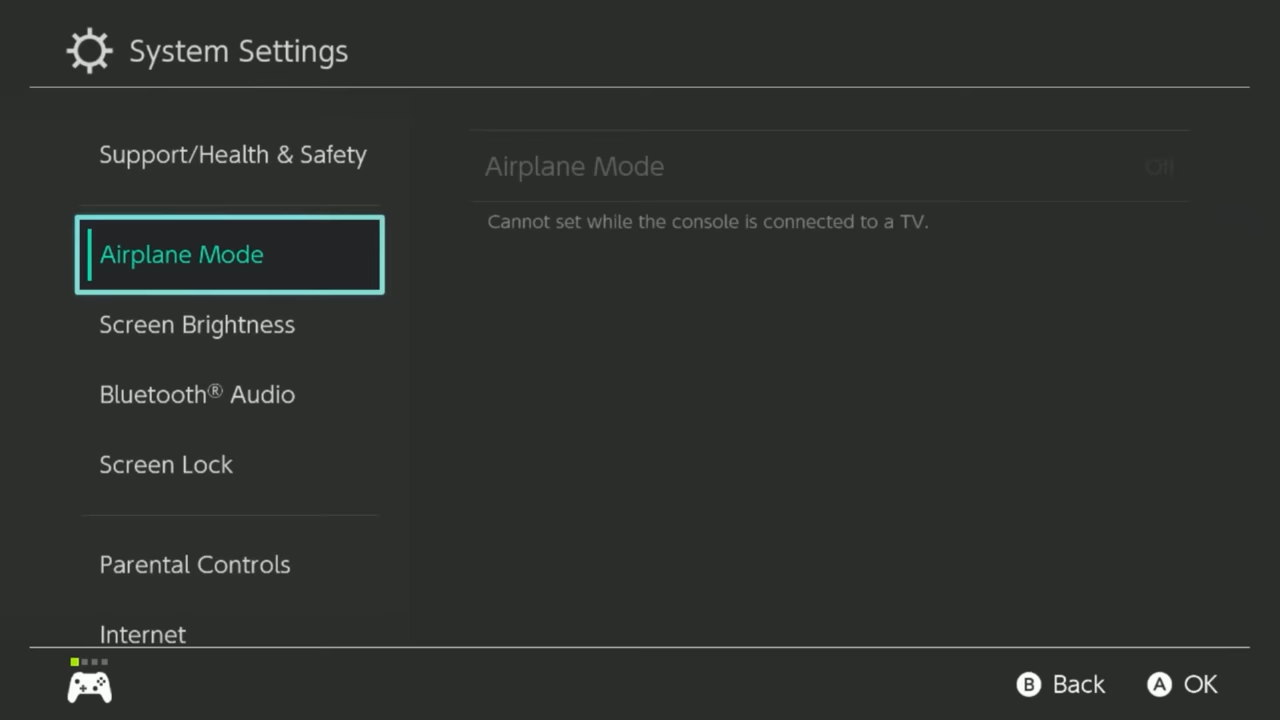 System Settings
Support/Health & Safety
Airplane Mode
Screen Brightness
Bluetooth® Audio
Screen Lock
Parental Controls
Internet
Airplane Mode
Off
Cannot set while the console is connected to a TV.
B Back
A OK